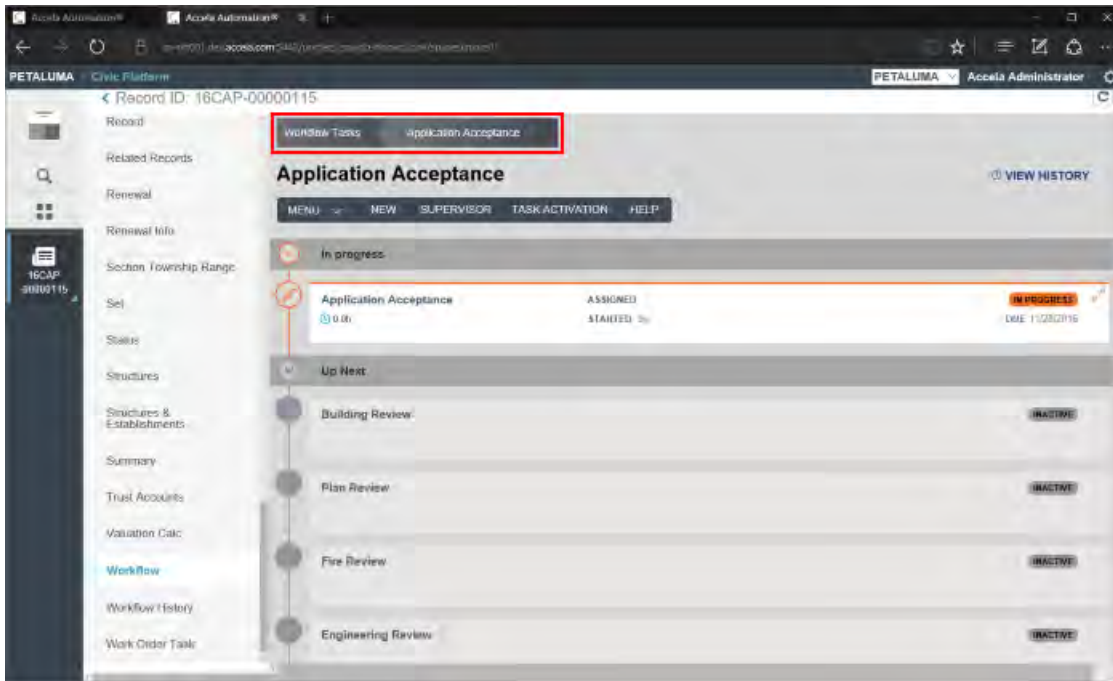 Accela Automation®
Accela Automation®
PETALUMA Civic Platform
PETALUMA Accela Administrator
Record ID: 16CAP-00000115
16CAP-00000115
Record
Related Records
Renewal
Renewal Info
Section Township Range
Set
Status
Structures
Structures &
Establishments
Summary
Trust Accounts
Valuation Calc
Workflow
Workflow History
Work Order Task
Workflow Tasks Application Acceptance
Application Acceptance
VIEW HISTORY
MENU NEW SUPERVISOR TASK ACTIVATION HELP
In progress
Application Acceptance ASSIGNED IN PROGRESS
0.0h STARTED DUE
Up Next
Building Review INACTIVE
Plan Review INACTIVE
Fire Review INACTIVE
Engineering Review INACTIVE